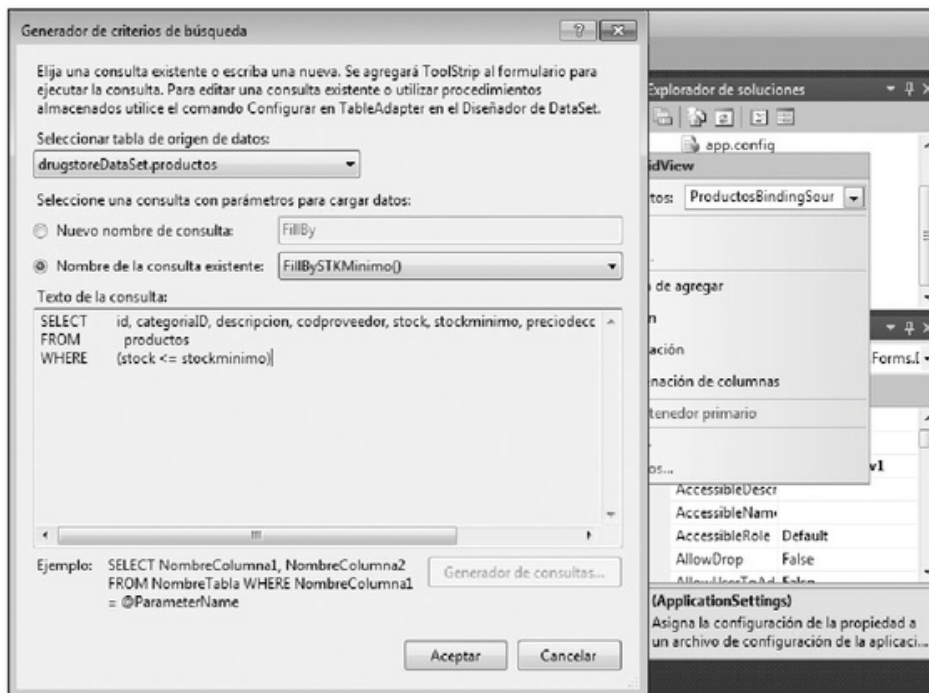 Generador de criterios de búsqueda
Elija una consulta existente o escriba una nueva. Se agregará ToolStrip al formulario para
ejecutar la consulta. Para editar una consulta existente o utilizar procedimientos
almacenados utilice el comando Configurar en TableAdapter en el Diseñador de DataSet.
Seleccionar tabla de origen de datos:
drugstoreDataSet.productos
Seleccione una consulta con parámetros para cargar datos:
Nuevo nombre de consulta:
FillBy
Nombre de la consulta existente:
FillBySTKMinimo()
Texto de la consulta:
SELECT id, categoriaID, descripcion, codproveedor, stock, stockminimo, preciodecc
FROM productos
WHERE (stock <= stockminimo)
Ejemplo: SELECT NombreColumna1, NombreColumna2
FROM NombreTabla WHERE NombreColumna1
= @ParameterName
Generador de consultas...
Aceptar
Cancelar
Explorador de soluciones
app.config
idView
tos: ProductosBindingSour
de agregar
n
ación
nación de columnas
tenedor primario
os...
Forms.I
v1
AccessibleDescr
AccessibleNam
AccessibleRole Default
AllowDrop False
AllowUserToAd False
(ApplicationSettings)
Asigna la configuración de la propiedad a
un archivo de configuración de la aplicaci...